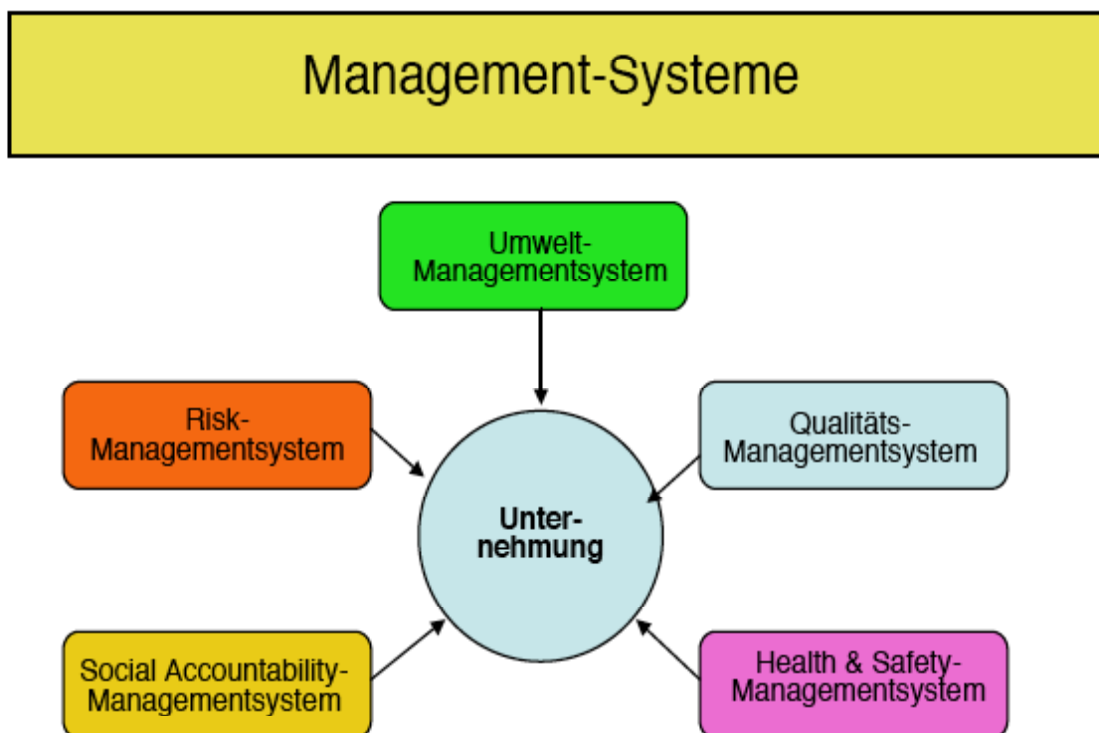 Management-Systeme
Umwelt-
Managementsystem
Risk-
Managementsystem
Qualitäts-
Managementsystem
Unter-
nehmung
Social Accountability-
Managementsystem
Health & Safety-
Managementsystem